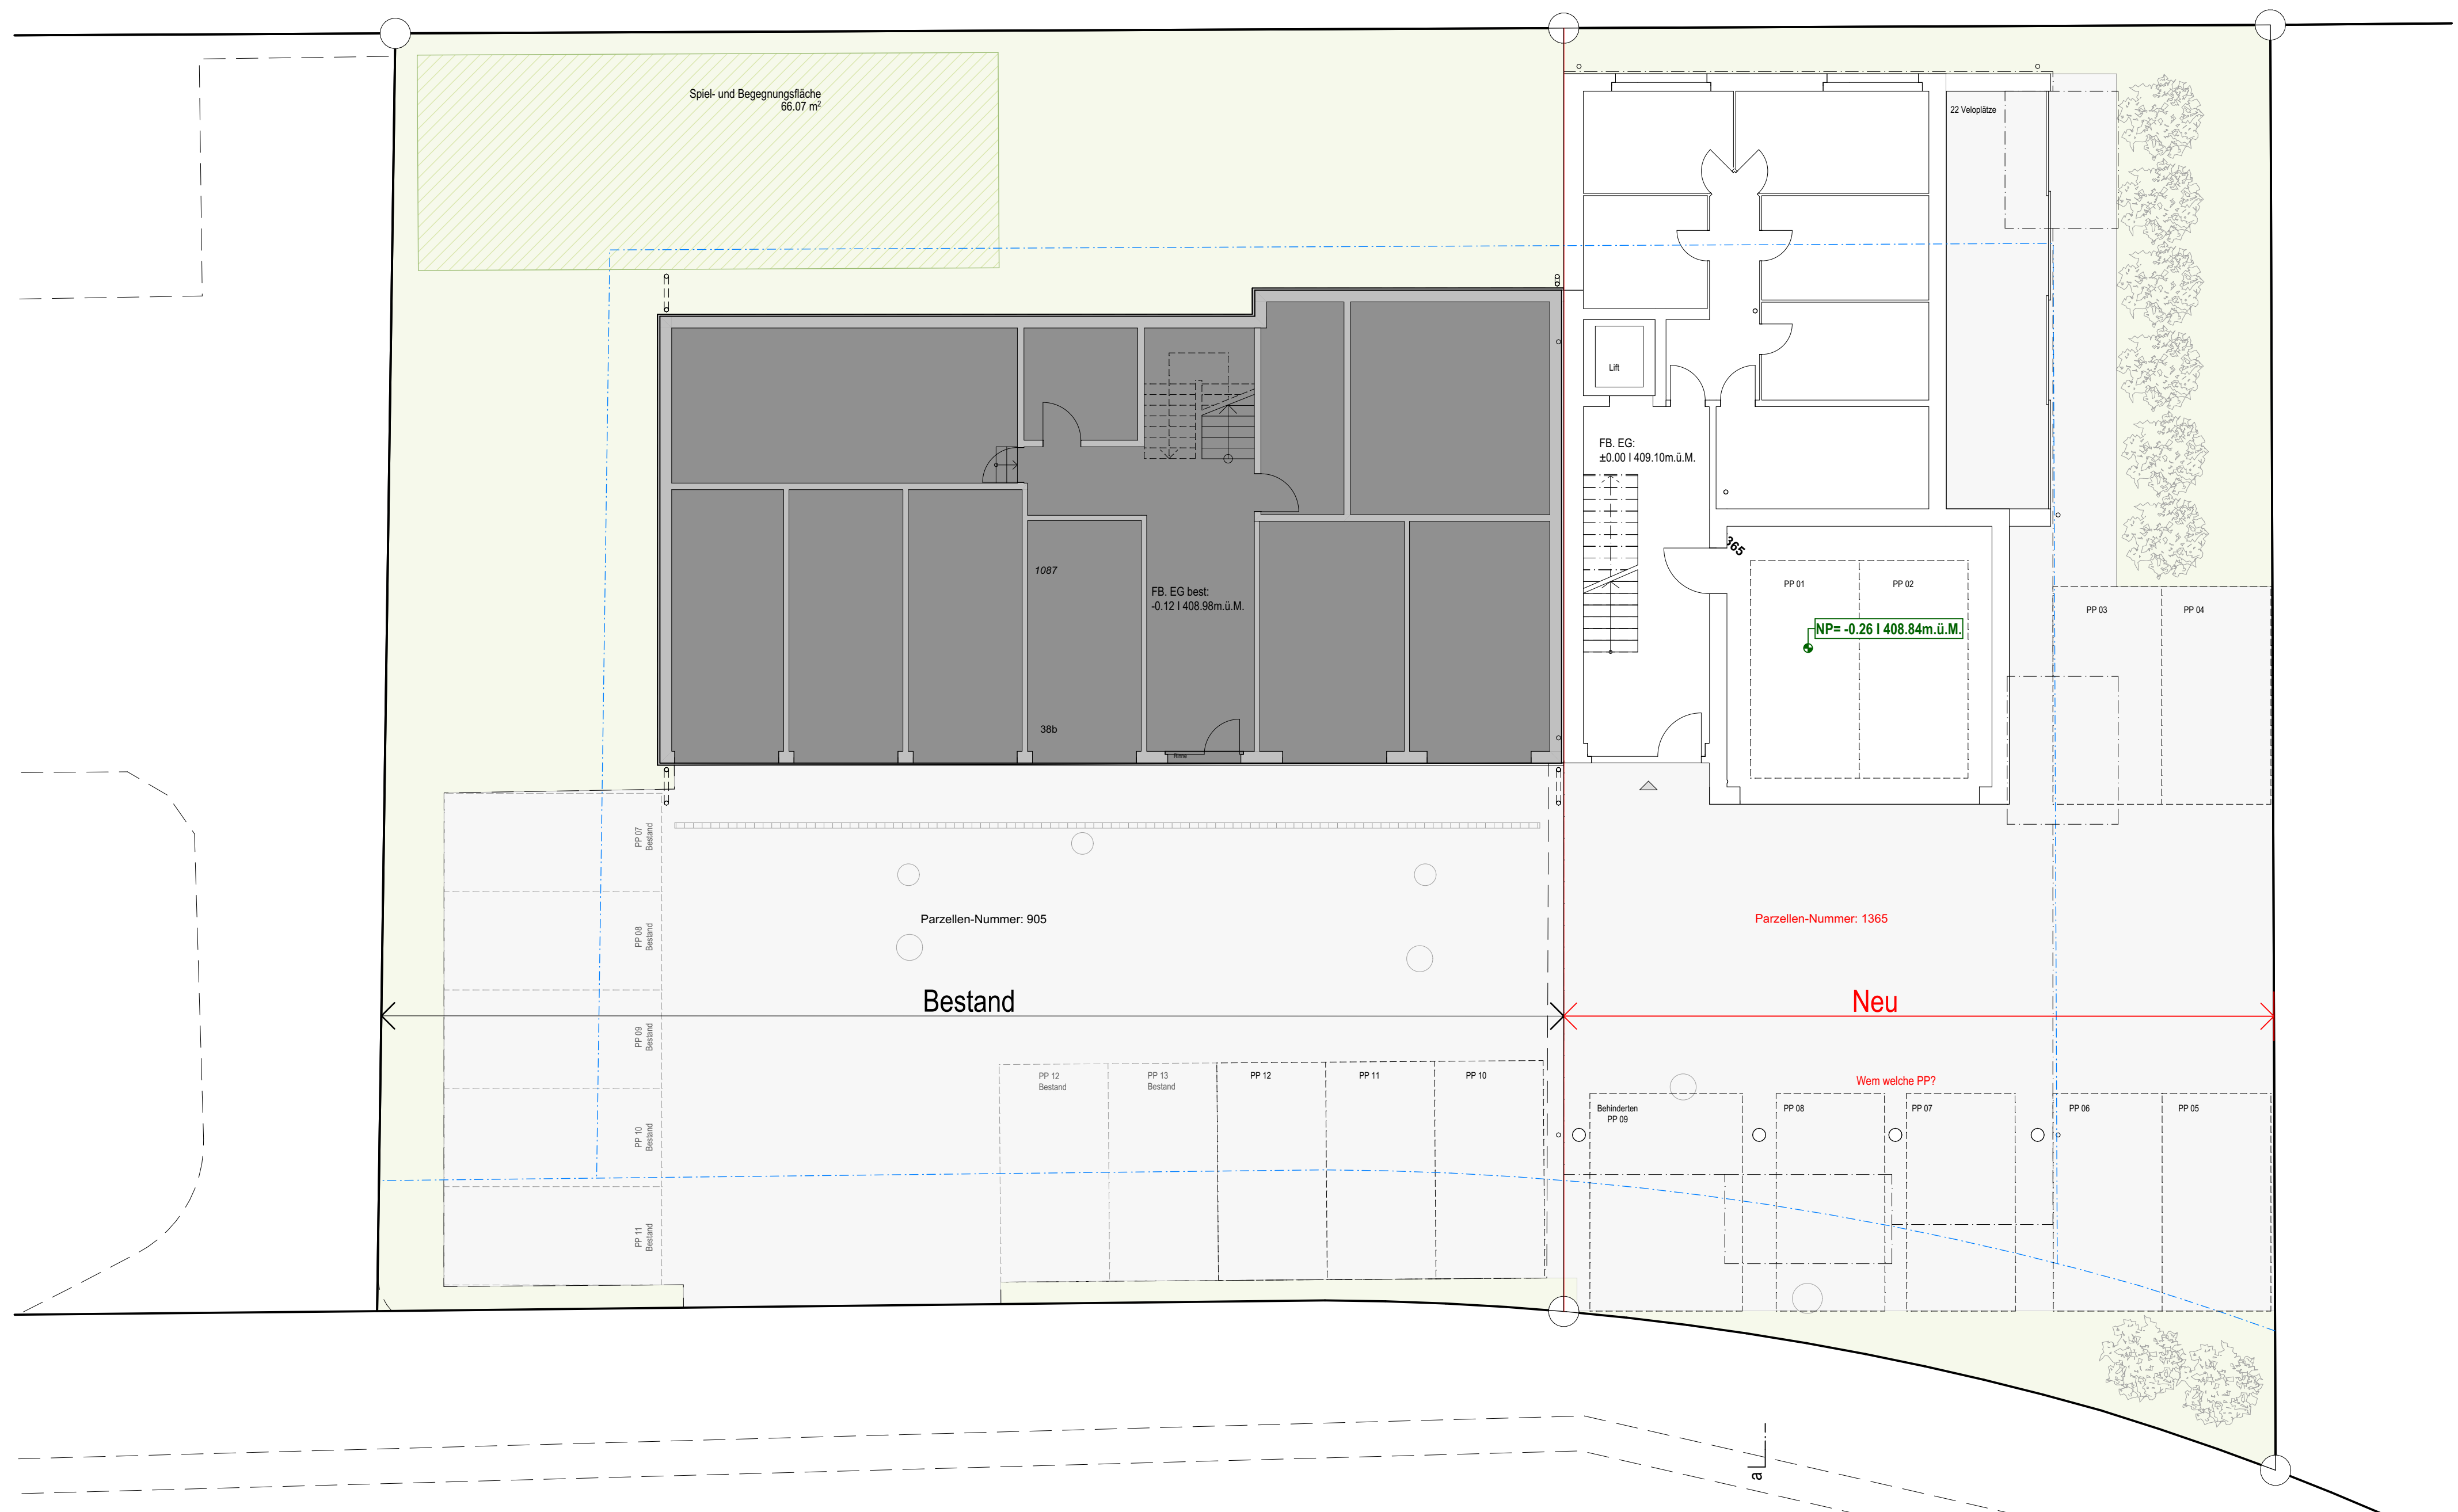 Spiel- und Begegnungsfläche
66.07 m²
22 Veloplätze
Lift
FB. EG:
±0.00 I 409.10m.ü.M.
365
1087
FB. EG best:
-0.12 I 408.98m.ü.M.
PP 01
PP 02
PP 03
PP 04
NP= -0.26 I 408.84m.ü.M.
38b
Rinne
PP 07
Bestand
PP 08
Bestand
PP 09
Bestand
PP 10
Bestand
PP 11
Bestand
Parzellen-Nummer: 905
Parzellen-Nummer: 1365
Bestand
Neu
PP 12
Bestand
PP 13
Bestand
PP 12
PP 11
PP 10
Wem welche PP?
Behinderten
PP 09
PP 08
PP 07
PP 06
PP 05
a